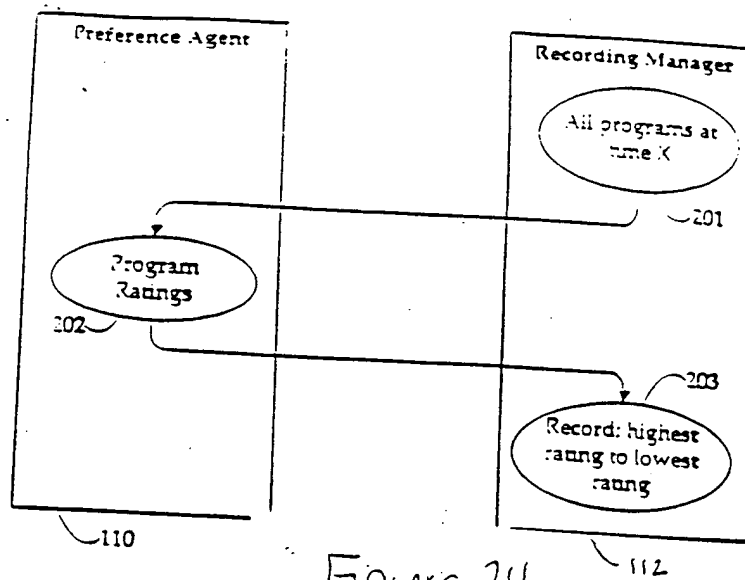 Preference Agent
Recording Manager
All programs at
time X
201
Program
Ratings
202
203
Record: highest
rating to lowest
rating
110
112
Figure